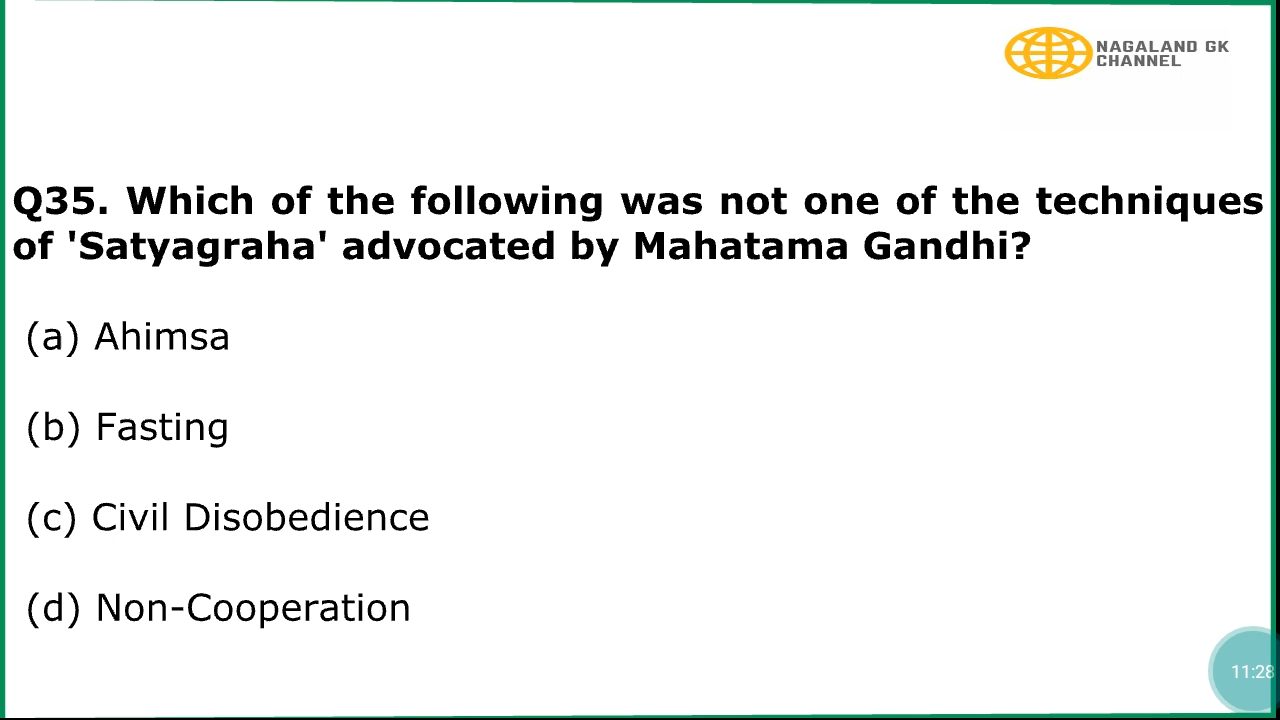 NAGALAND GK
CHANNEL
Q35. Which of the following was not one of the techniques
of 'Satyagraha' advocated by Mahatama Gandhi?
(a) Ahimsa
(b) Fasting
(c) Civil Disobedience
(d) Non-Cooperation
11:28